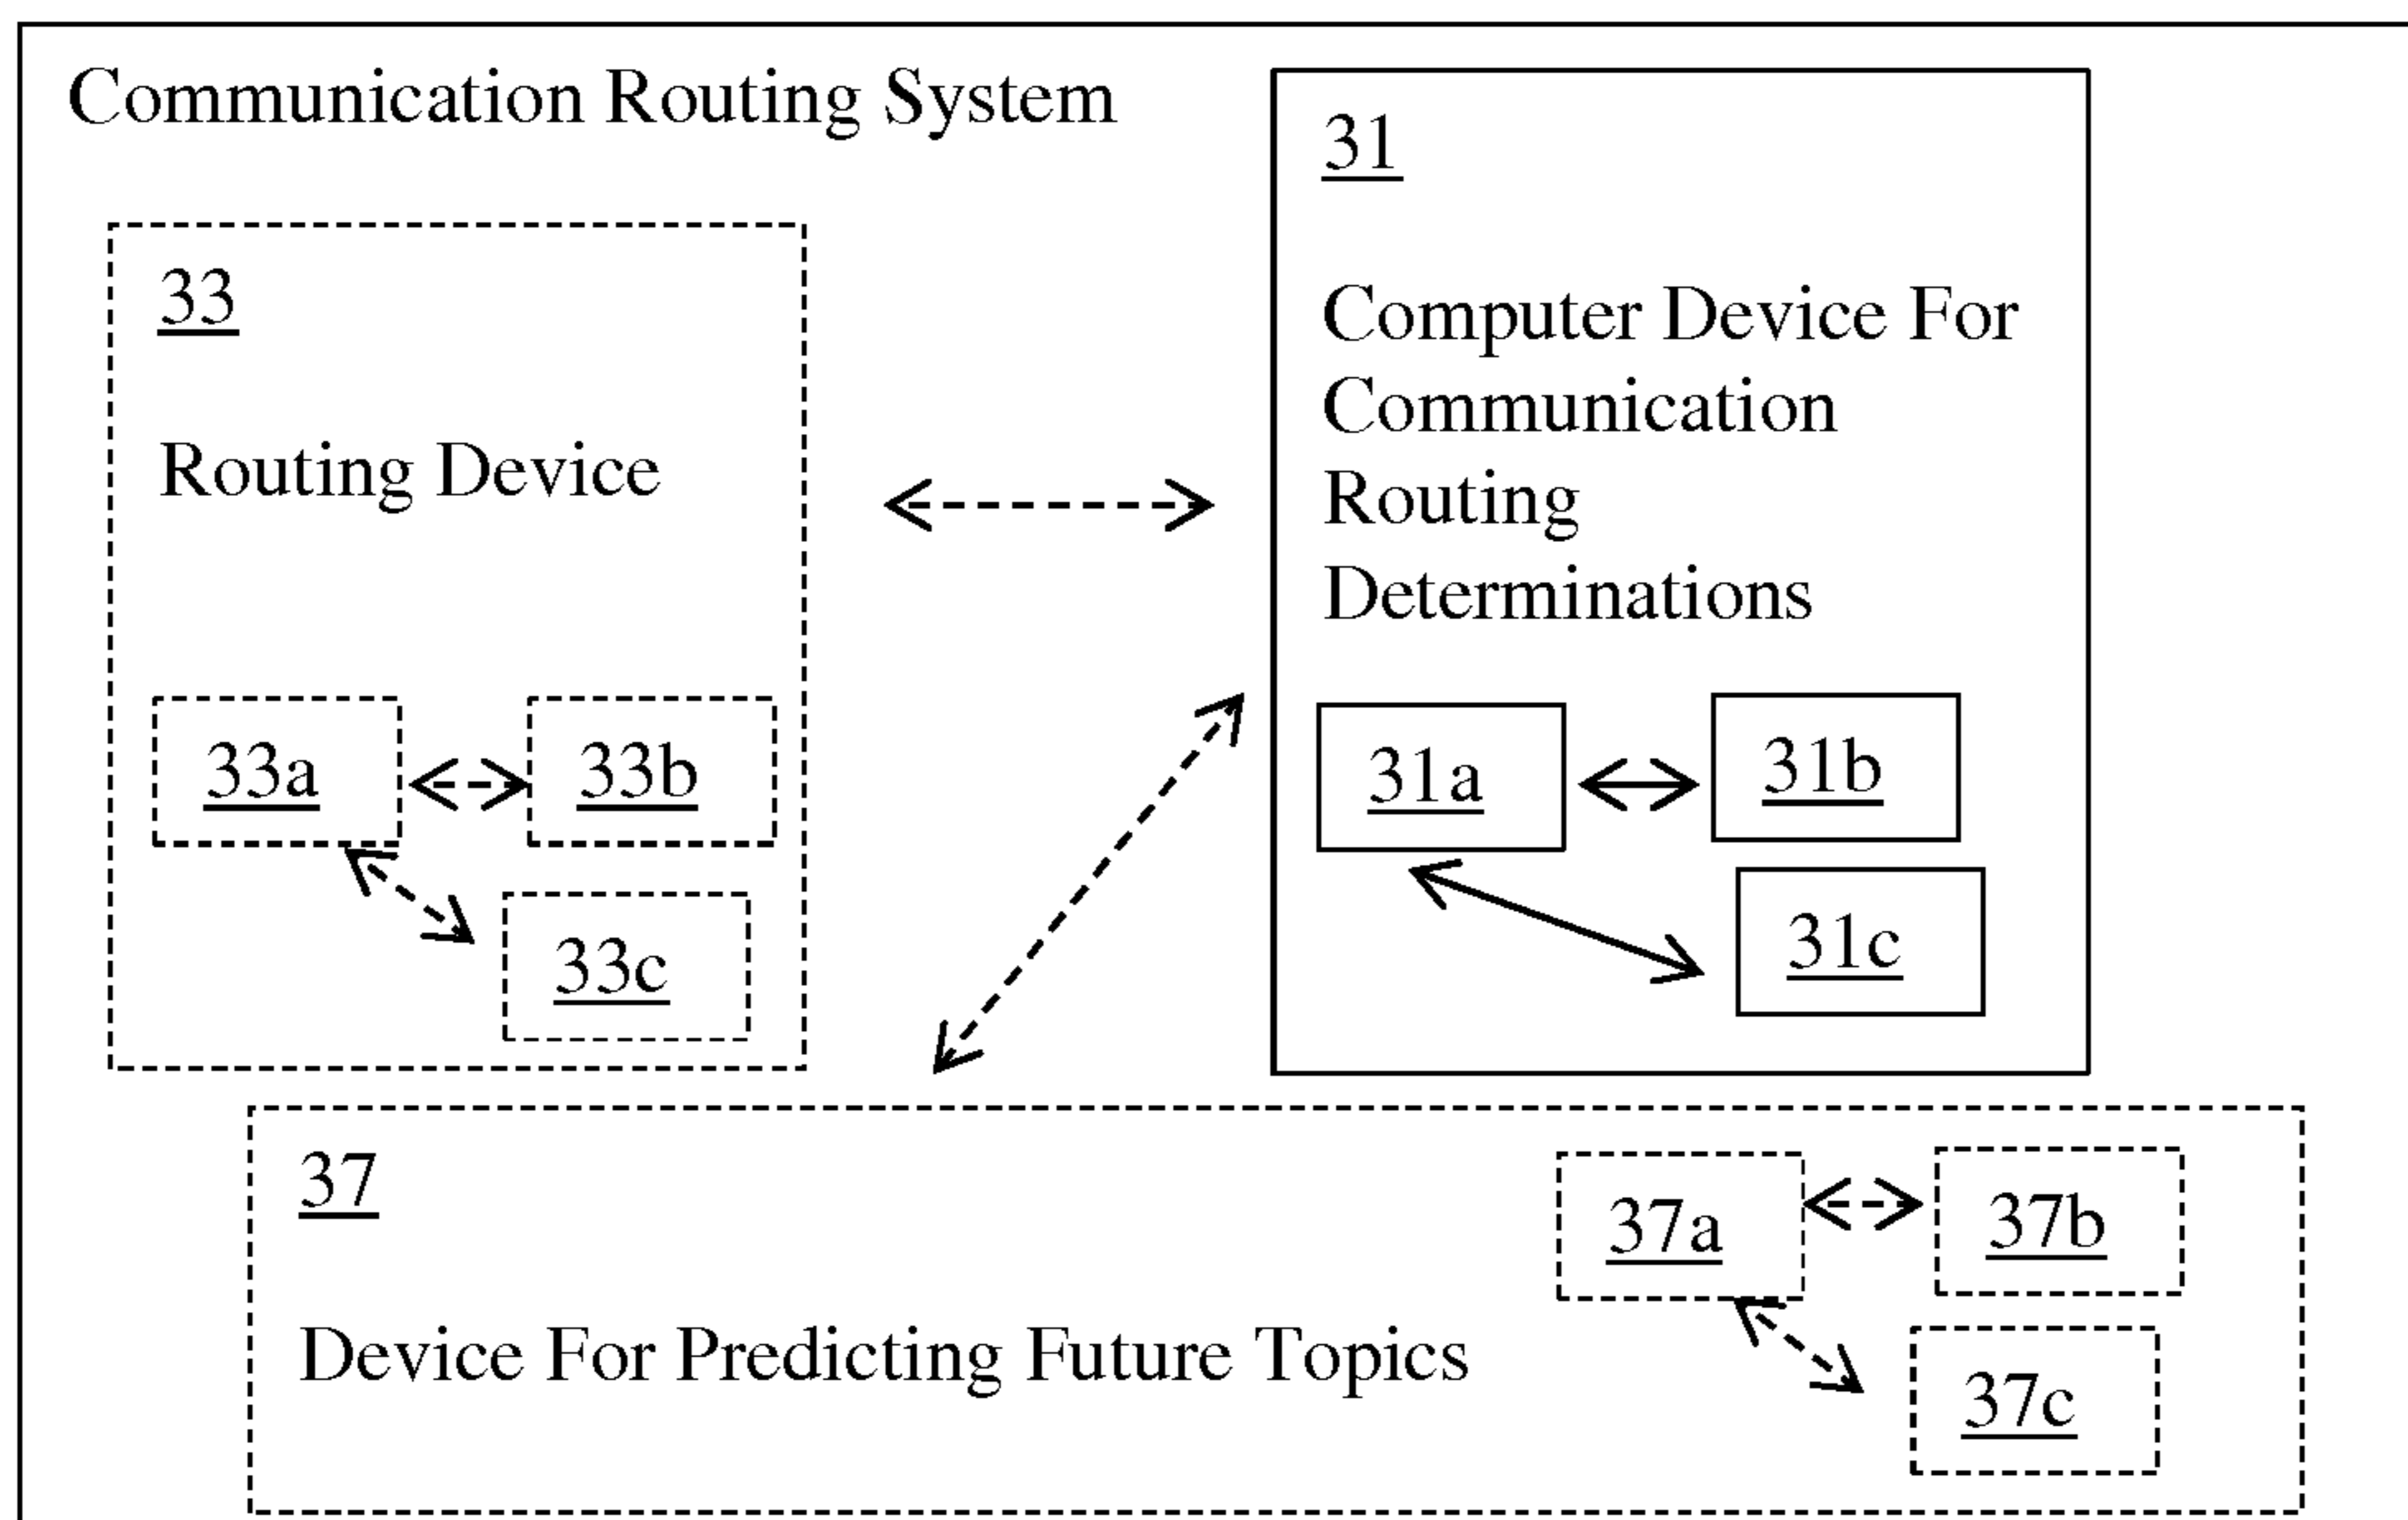 Communication Routing System
33
Routing Device
33a
33b
33c
31
Computer Device For
Communication
Routing
Determinations
31a
31b
31c
37
Device For Predicting Future Topics
37a
37b
37c